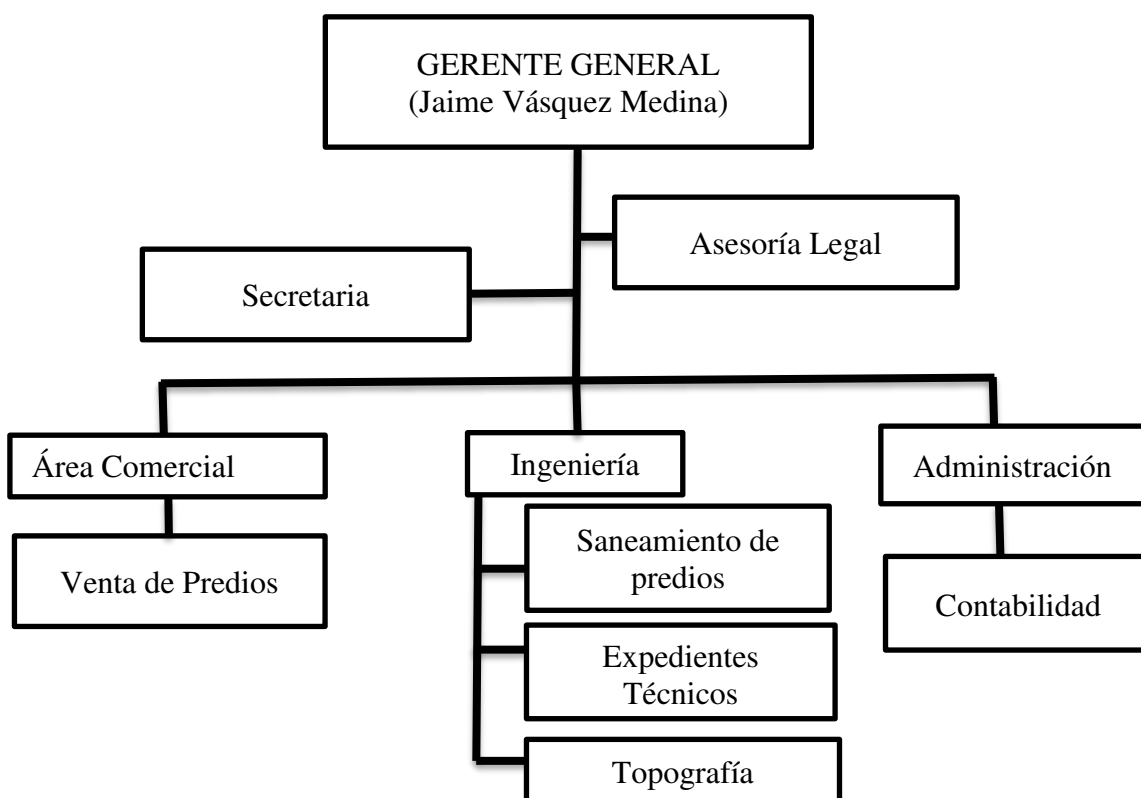 GERENTE GENERAL
(Jaime Vásquez Medina)
Asesoría Legal
Secretaria
Área Comercial
Ingeniería
Administración
Venta de Predios
Saneamiento de
predios
Contabilidad
Expedientes
Técnicos
Topografía